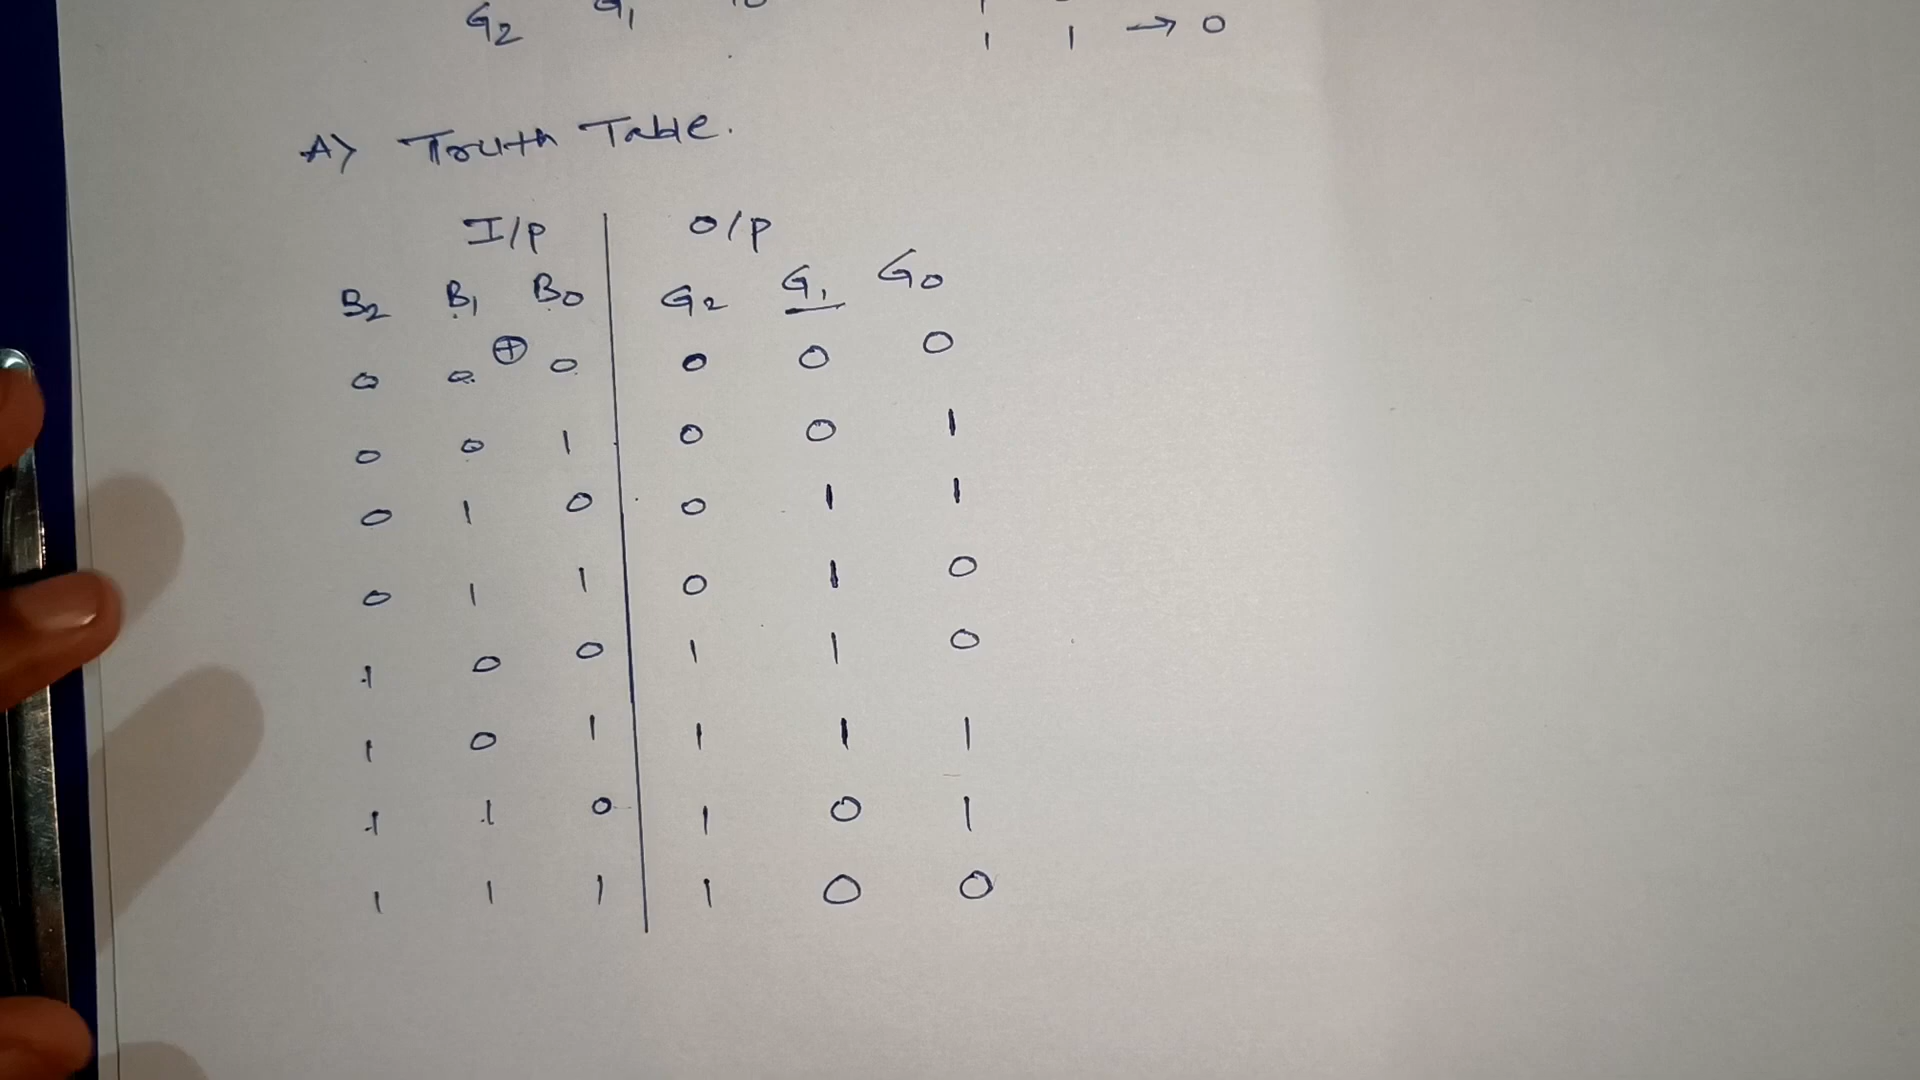 G2 G1
1 1 → 0
A) Truth Table.
I/P O/P
B2 B1 B0 G2 G1 G0
0 0 ⊕ 0 0 0 0
0 0 1 0 0 1
0 1 0 0 1 1
0 1 1 0 1 0
1 0 0 1 1 0
1 0 1 1 1 1
1 1 0 1 0 1
1 1 1 1 0 0